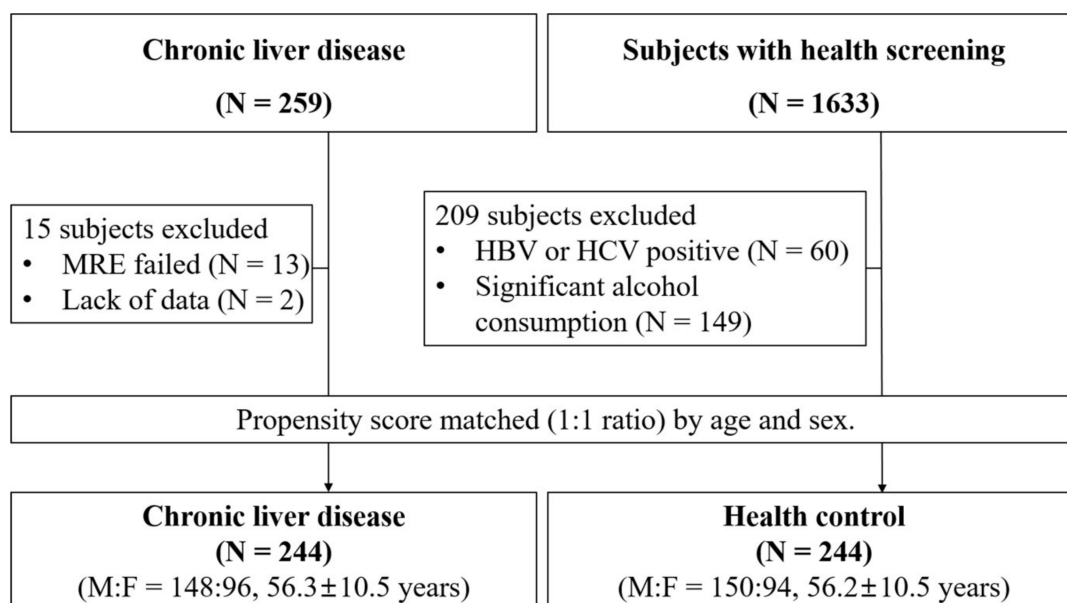 Chronic liver disease
(N = 259)
Subjects with health screening
(N = 1633)
15 subjects excluded
• MRE failed (N = 13)
• Lack of data (N = 2)
209 subjects excluded
• HBV or HCV positive (N = 60)
• Significant alcohol
consumption (N = 149)
Propensity score matched (1:1 ratio) by age and sex.
Chronic liver disease
(N = 244)
(M:F = 148:96, 56.3±10.5 years)
Health control
(N = 244)
(M:F = 150:94, 56.2±10.5 years)